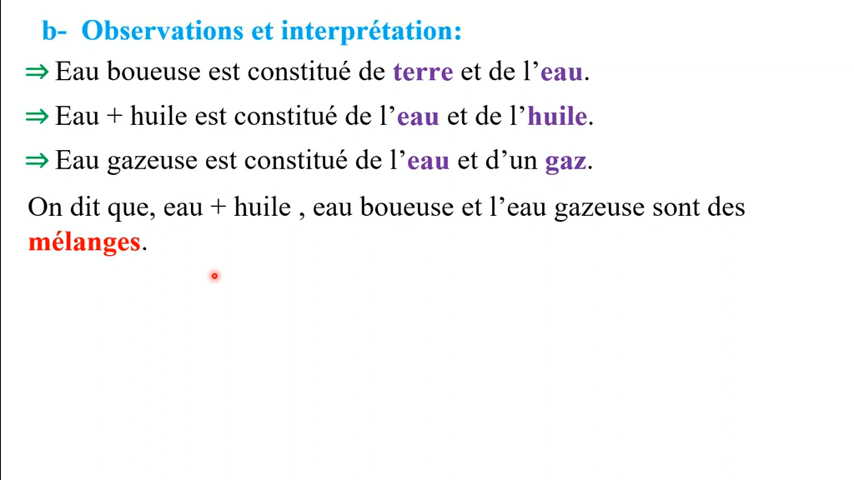 b- Observations et interprétation:
⇒ Eau boueuse est constitué de terre et de l’eau.
⇒ Eau + huile est constitué de l’eau et de l’huile.
⇒ Eau gazeuse est constitué de l’eau et d’un gaz.
On dit que, eau + huile , eau boueuse et l’eau gazeuse sont des
mélanges.